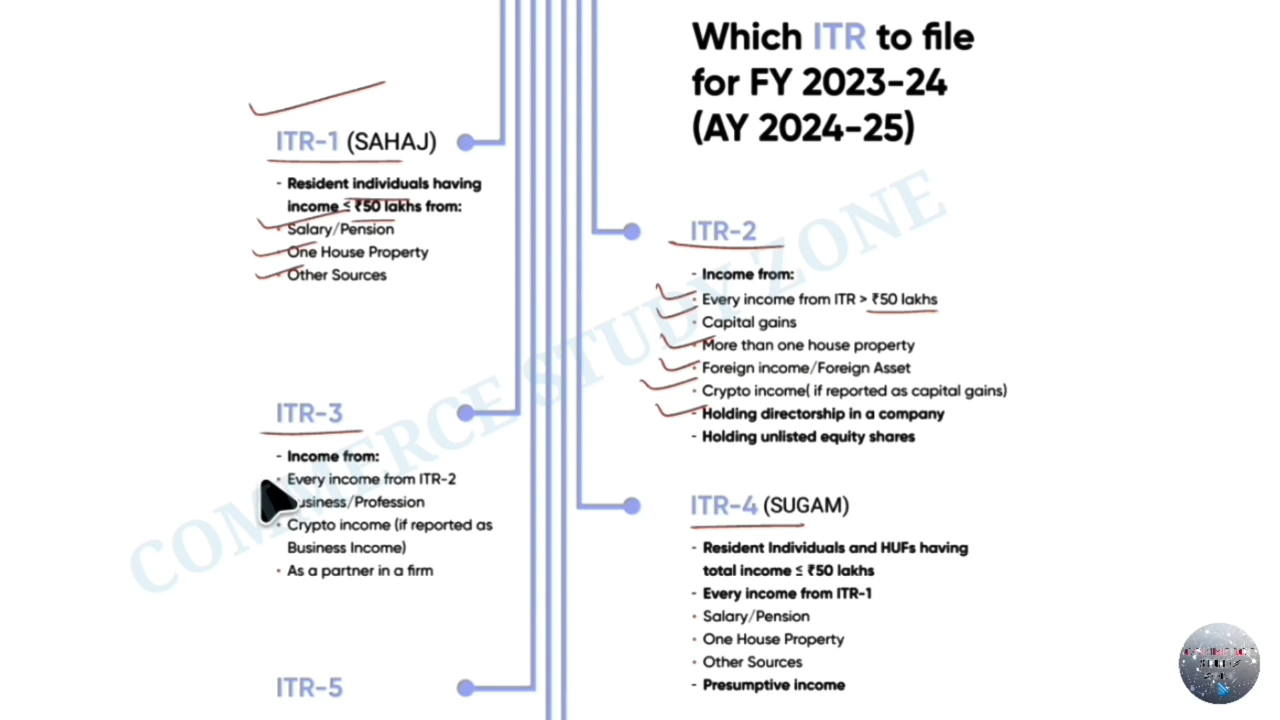 Which ITR to file
for FY 2023-24
(AY 2024-25)
ITR-1 (SAHAJ)
- Resident individuals having
income ≤ ₹50 lakhs from:
• Salary/Pension
• One House Property
• Other Sources
ITR-2
- Income from:
• Every income from ITR > ₹50 lakhs
• Capital gains
• More than one house property
• Foreign income/Foreign Asset
• Crypto income( if reported as capital gains)
- Holding directorship in a company
- Holding unlisted equity shares
ITR-3
- Income from:
• Every income from ITR-2
Business/Profession
• Crypto income (if reported as
Business Income)
• As a partner in a firm
ITR-4 (SUGAM)
- Resident Individuals and HUFs having
total income ≤ ₹50 lakhs
- Every income from ITR-1
• Salary/Pension
• One House Property
• Other Sources
- Presumptive income
ITR-5
COMMERCE STUDY ZONE